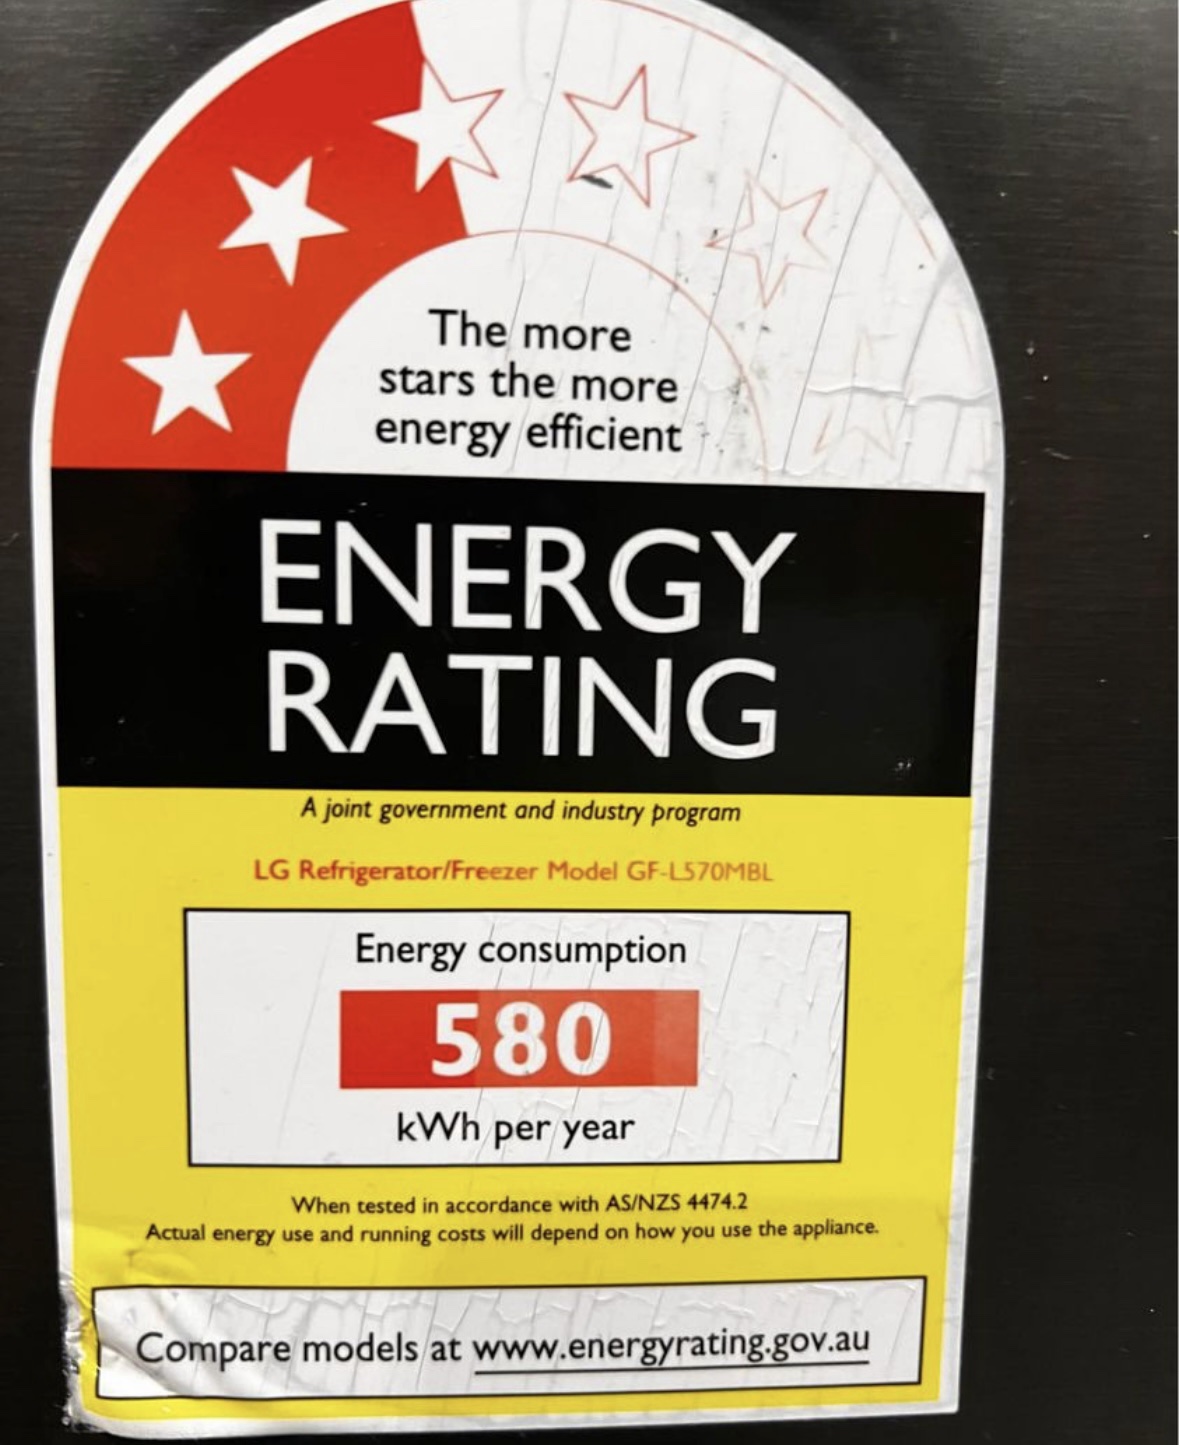 The more
stars the more
energy efficient
ENERGY
RATING
A joint government and industry program
LG Refrigerator/Freezer Model GF-L570MBL
Energy consumption
580
kWh per year
When tested in accordance with AS/NZS 4474.2
Actual energy use and running costs will depend on how you use the appliance.
Compare models at www.energyrating.gov.au